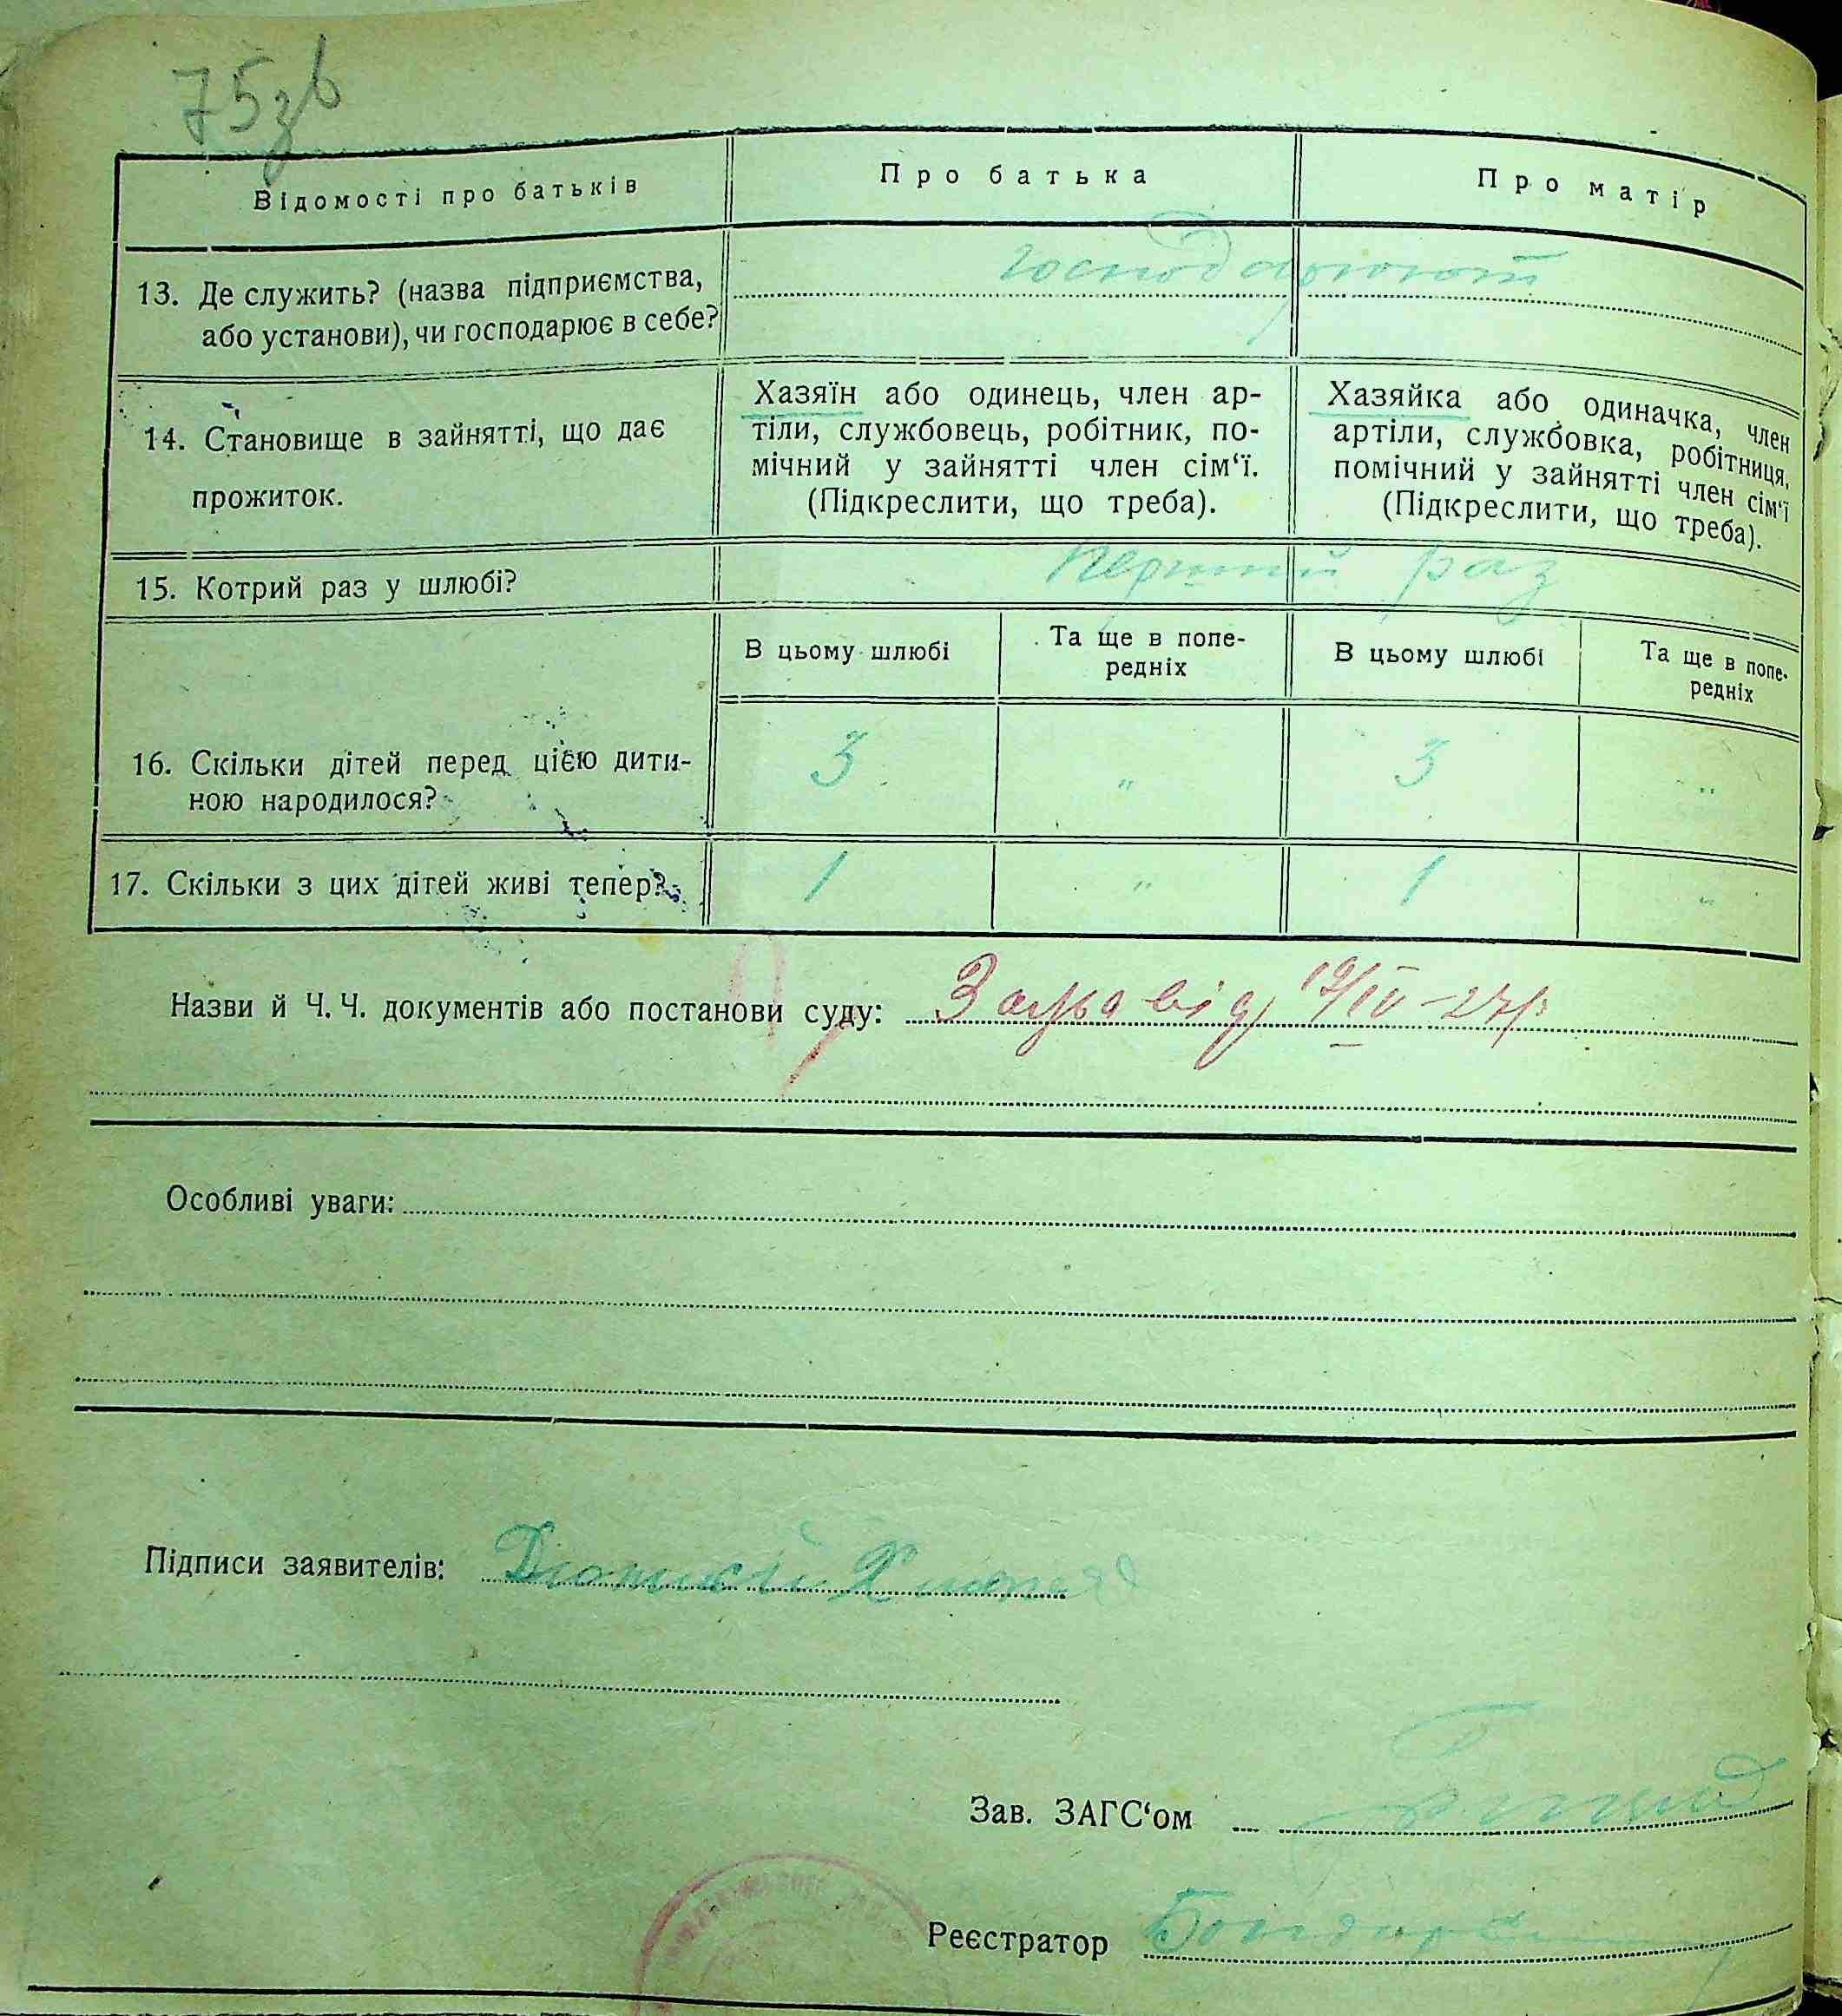 75зв
Відомості про батьків
Про батька
Про матір
13. Де служить? (назва підприємства,
або установи), чи господарює в себе?
господарюют
14. Становище в зайнятті, що дає
прожиток.
Хазяїн або одинець, член ар-
тіли, службовець, робітник, по-
мічний у зайнятті член сім‘ї.
(Підкреслити, що треба).
Хазяйка або одиначка, член
артіли, службовка, робітниця,
помічний у зайнятті член сім‘ї
(Підкреслити, що треба).
15. Котрий раз у шлюбі?
перший раз
В цьому шлюбі
Та ще в попе-
редніх
В цьому шлюбі
Та ще в попе-
редніх
16. Скільки дітей перед цією дити-
ною народилося?
3 " 3 "
17. Скільки з цих дітей живі тепер?
1 " 1 "
Назви й Ч. Ч. документів або постанови суду: від 19/IV-27р
Особливі уваги:
Підписи заявителів:
Зав. ЗАГС‘ом
Реєстратор